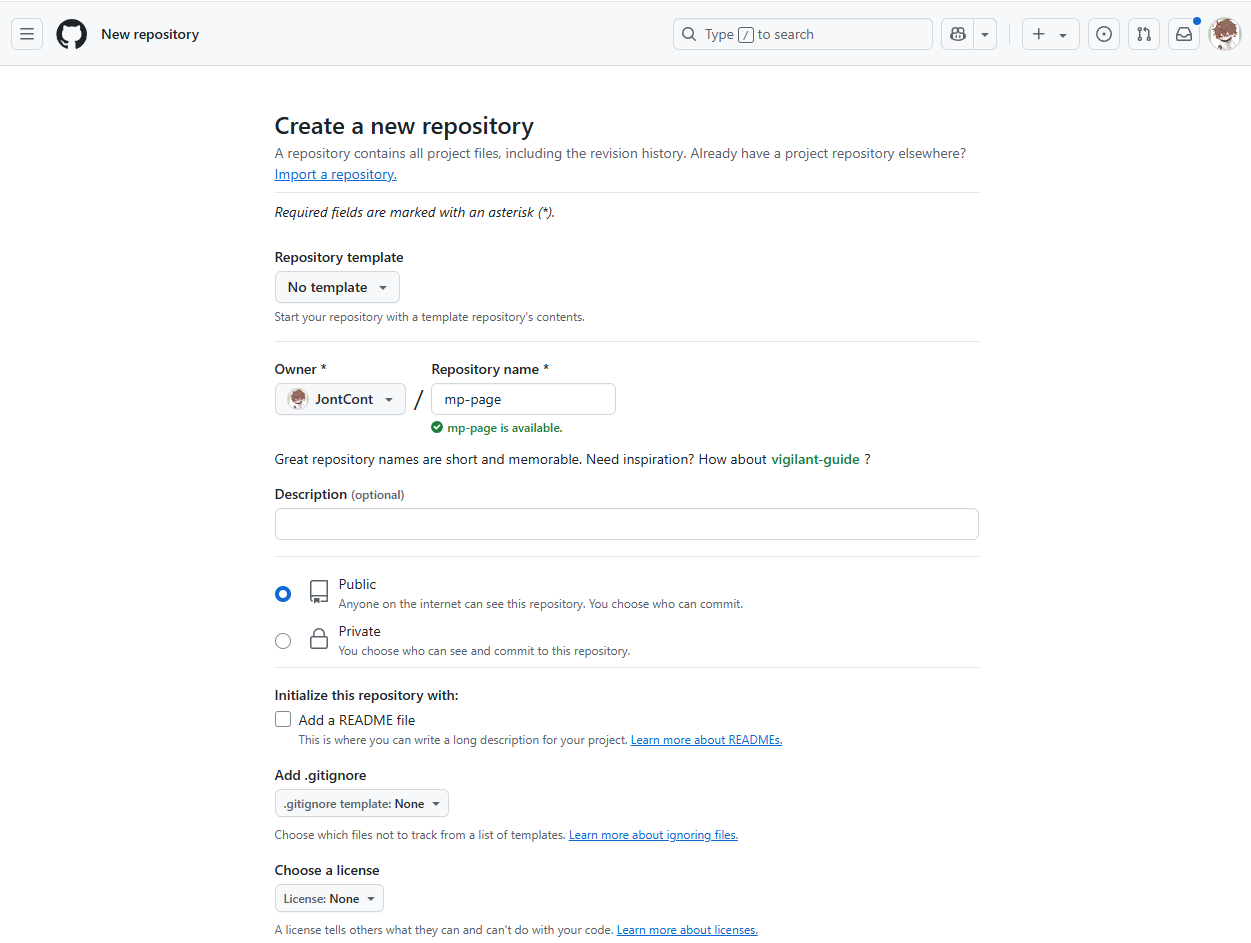 New repository
Type / to search
Create a new repository
A repository contains all project files, including the revision history. Already have a project repository elsewhere?
Import a repository.
Required fields are marked with an asterisk (*).
Repository template
No template
Start your repository with a template repository's contents.
Owner * Repository name *
JontCont / mp-page
mp-page is available.
Great repository names are short and memorable. Need inspiration? How about vigilant-guide ?
Description (optional)
Public
Anyone on the internet can see this repository. You choose who can commit.
Private
You choose who can see and commit to this repository.
Initialize this repository with:
Add a README file
This is where you can write a long description for your project. Learn more about READMEs.
Add .gitignore
.gitignore template: None
Choose which files not to track from a list of templates. Learn more about ignoring files.
Choose a license
License: None
A license tells others what they can and can't do with your code. Learn more about licenses.